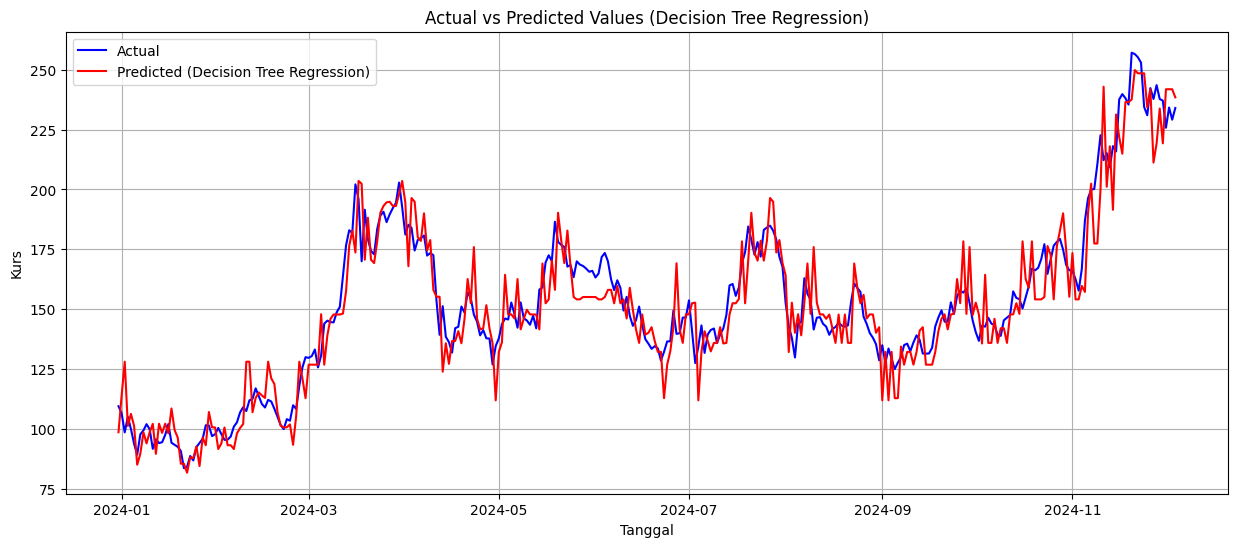 Actual vs Predicted Values (Decision Tree Regression)
Actual
Predicted (Decision Tree Regression)
Kurs
250
225
200
175
150
125
100
75
2024-01
2024-03
2024-05
2024-07
2024-09
2024-11
Tanggal